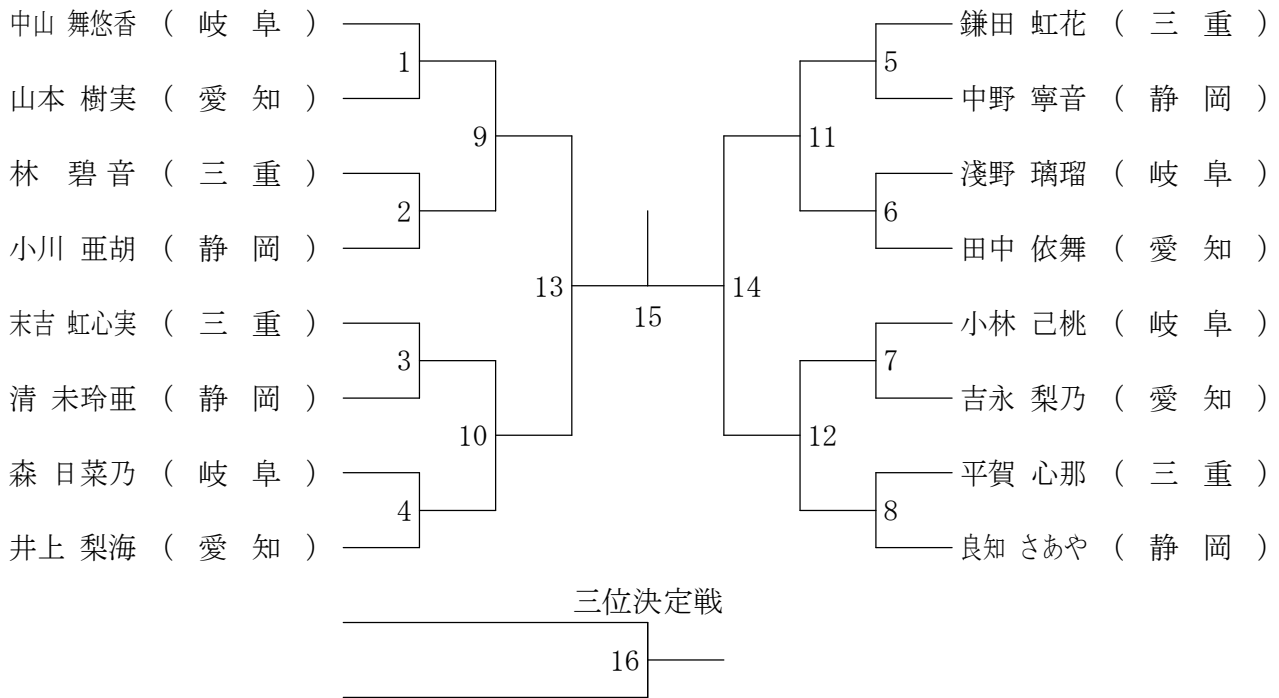 中山 舞悠香 ( 岐 阜 )
山本 樹実 ( 愛 知 )
林 碧音 ( 三 重 )
小川 亜胡 ( 静 岡 )
末吉 虹心実 ( 三 重 )
清 未玲亜 ( 静 岡 )
森 日菜乃 ( 岐 阜 )
井上 梨海 ( 愛 知 )
1
2
3
4
9
10
13
15
14
11
12
5
6
7
8
鎌田 虹花 ( 三 重 )
中野 寧音 ( 静 岡 )
淺野 璃瑠 ( 岐 阜 )
田中 依舞 ( 愛 知 )
小林 己桃 ( 岐 阜 )
吉永 梨乃 ( 愛 知 )
平賀 心那 ( 三 重 )
良知 さあや ( 静 岡 )
三位決定戦
16